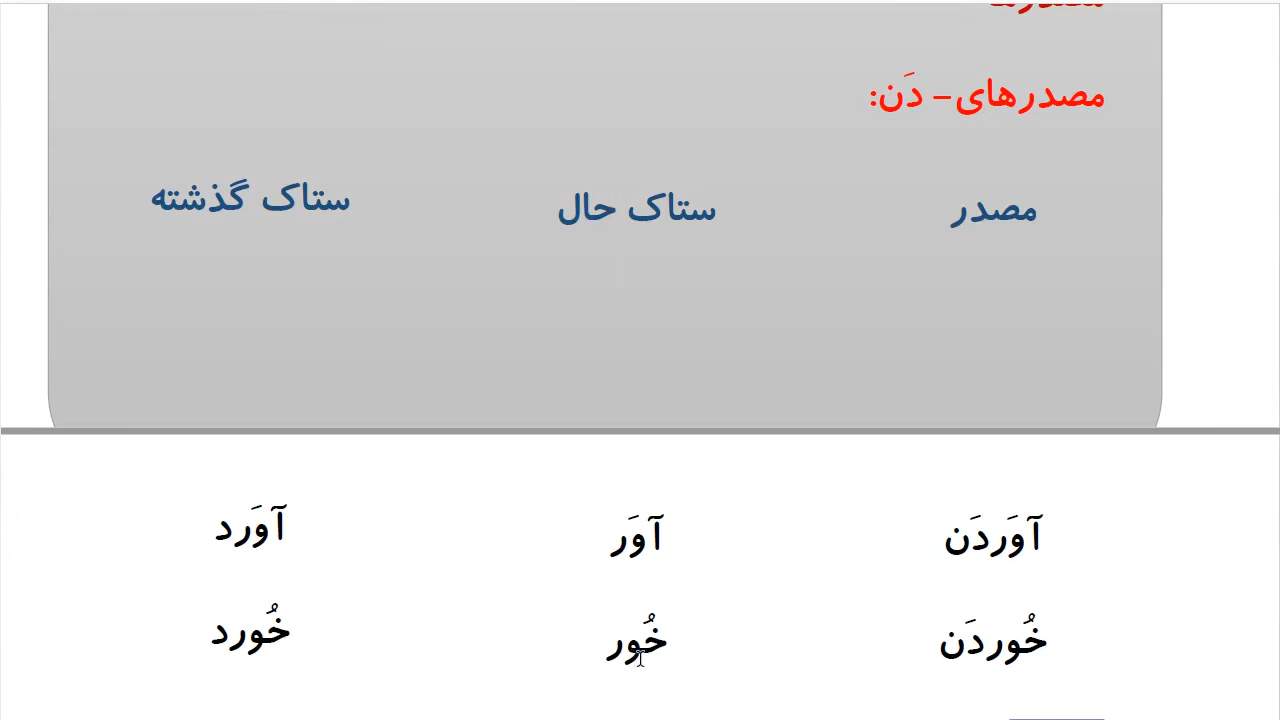 مصدرهای– دَن:
مصدر ستاک حال ستاک گذشته
آوَردَن آوَر آوَرد
خُوردَن خُور خُورد